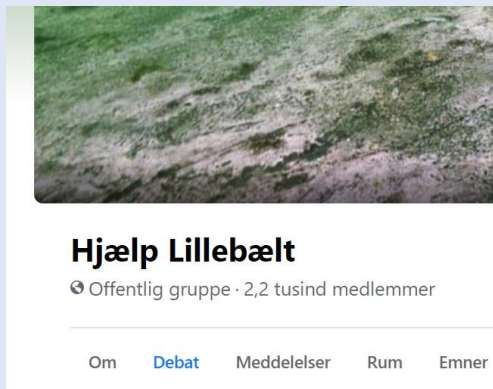 Hjælp Lillebælt
Offentlig gruppe · 2,2 tusind medlemmer
Om Debat Meddelelser Rum Emner